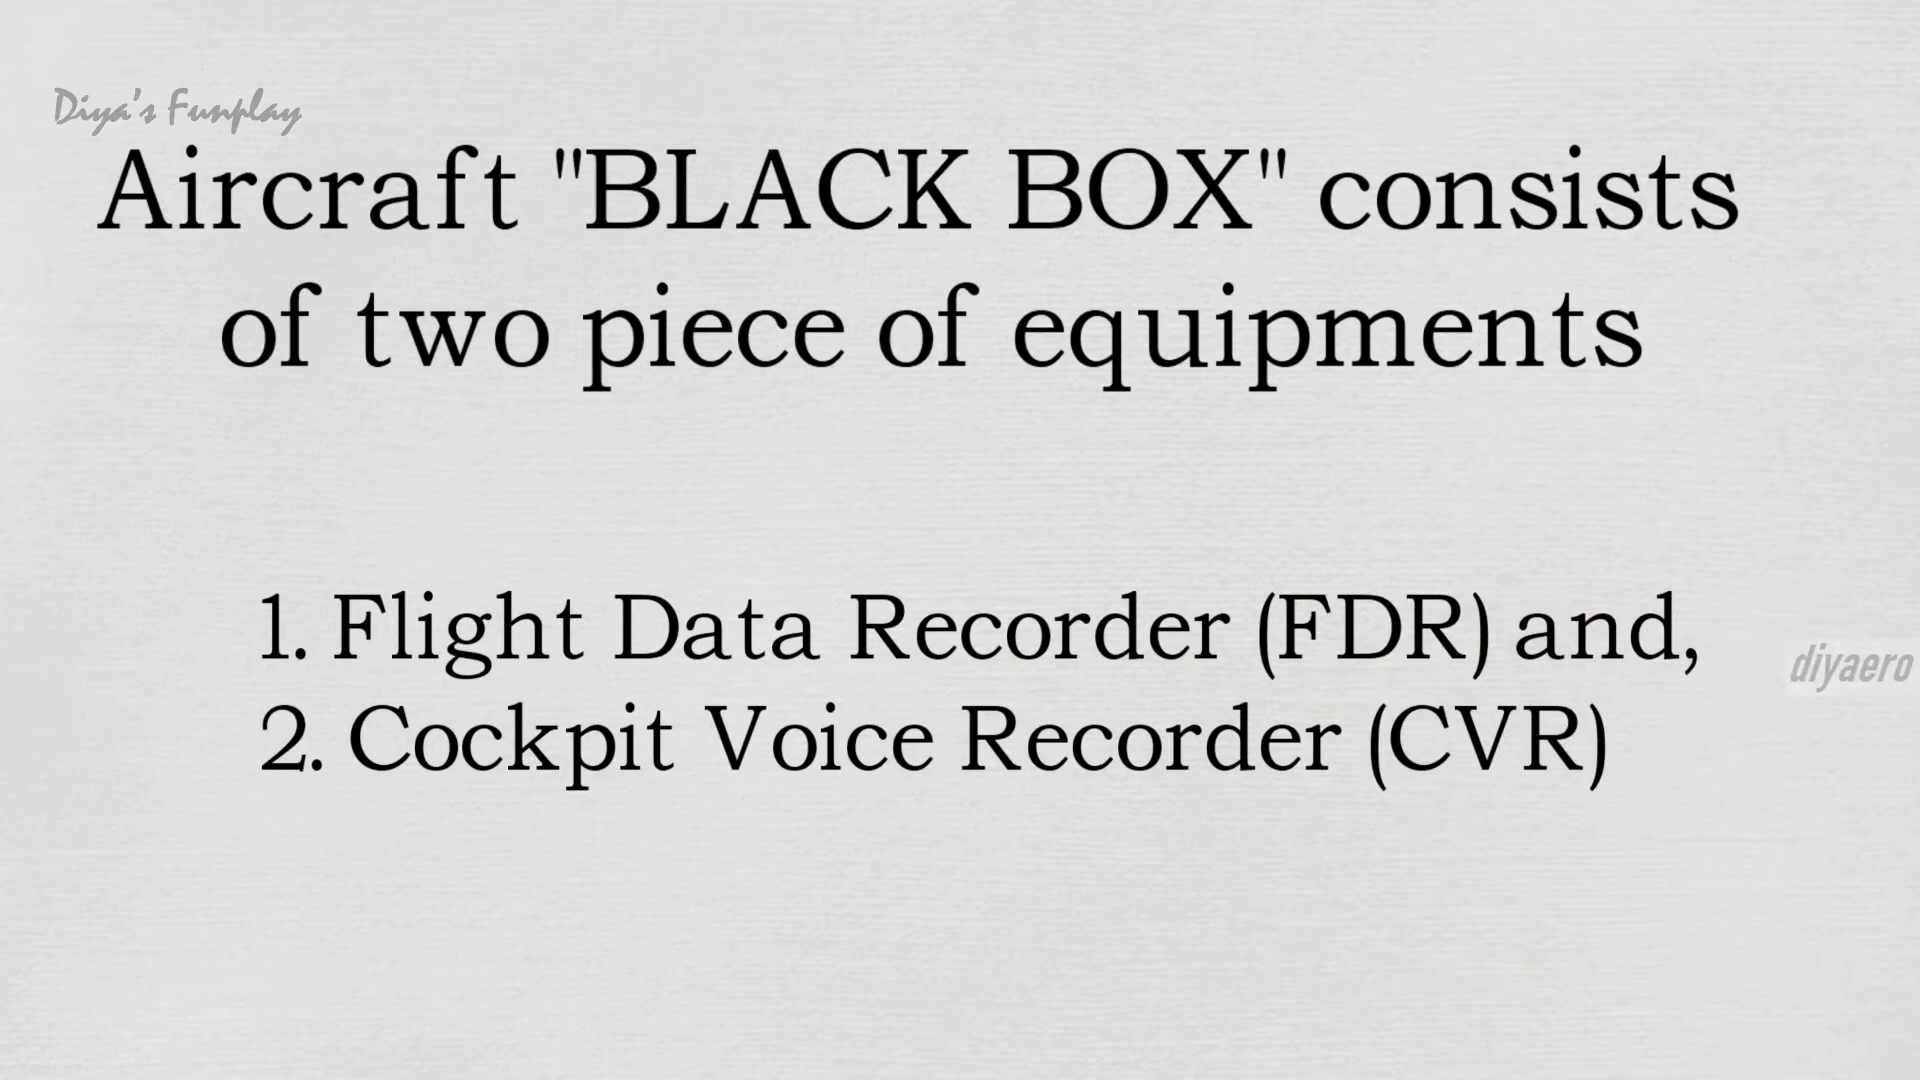 Diya's Funplay
Aircraft "BLACK BOX" consists
of two piece of equipments
1. Flight Data Recorder (FDR) and,
diyaero
2. Cockpit Voice Recorder (CVR)